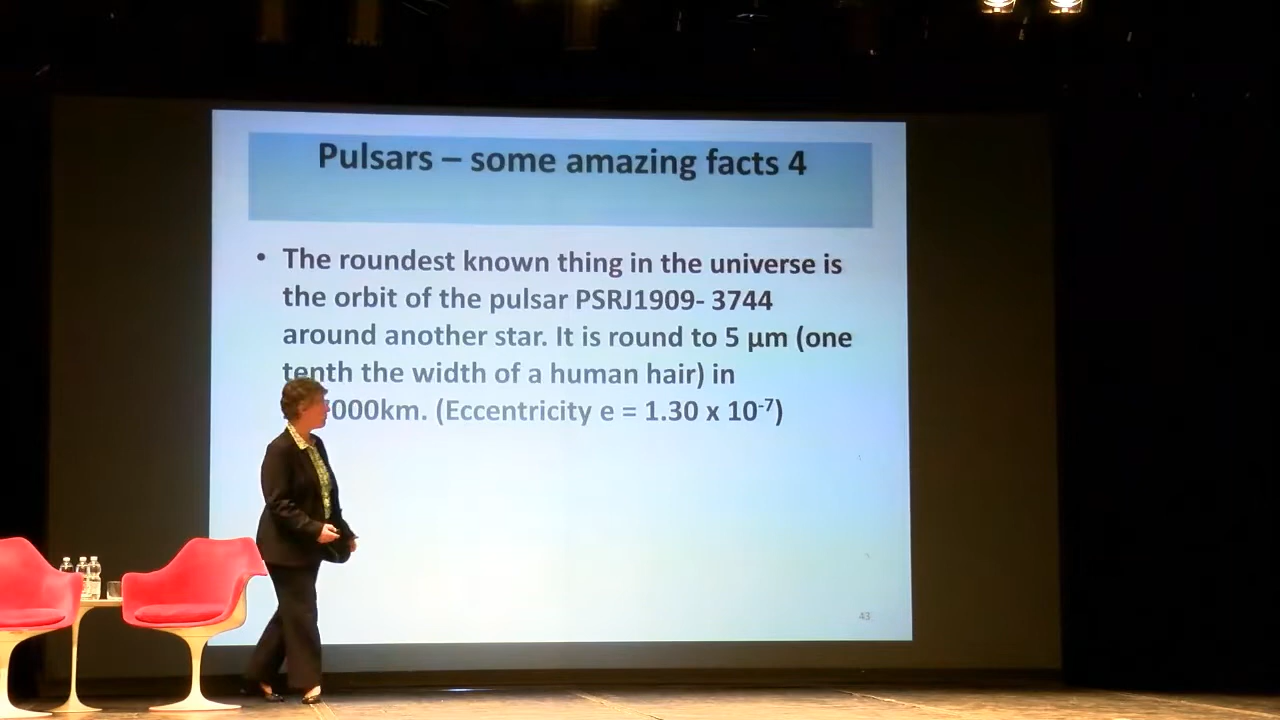 Pulsars – some amazing facts 4
• The roundest known thing in the universe is
the orbit of the pulsar PSRJ1909- 3744
around another star. It is round to 5 µm (one
tenth the width of a human hair) in
000km. (Eccentricity e = 1.30 x 10⁻⁷)
43